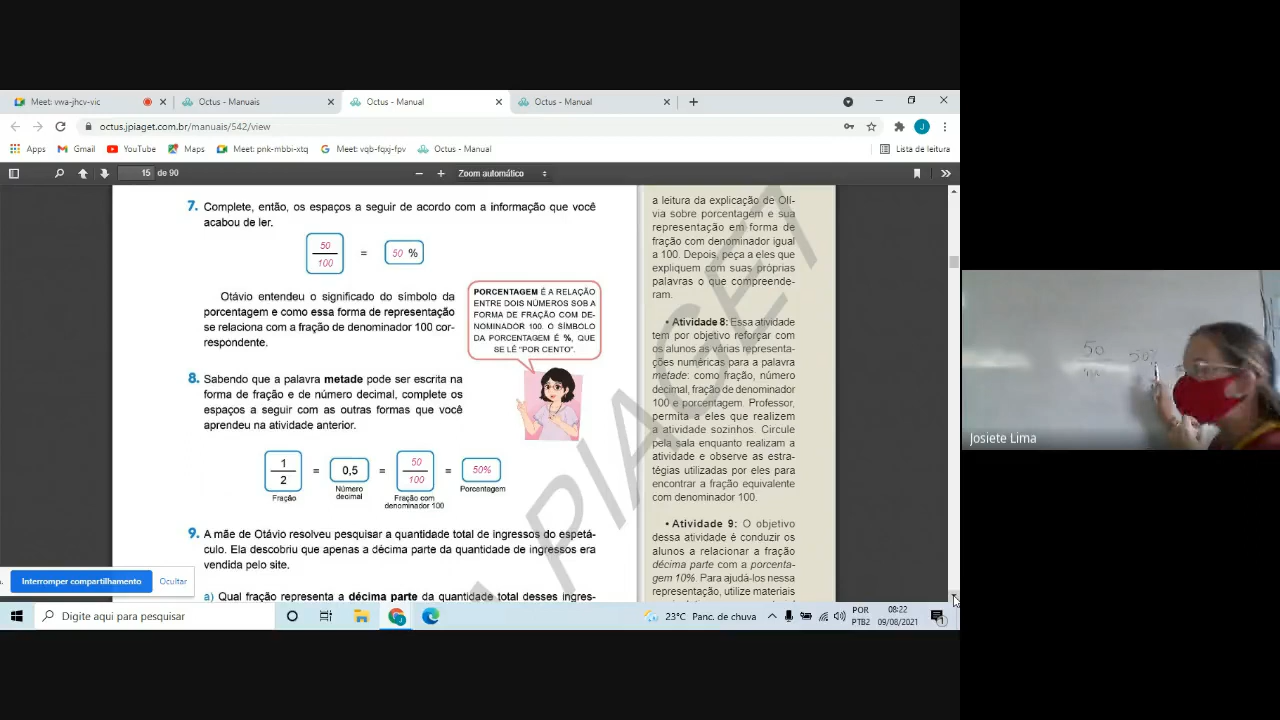 Meet: vwa-jhcv-vic
Octus - Manuais
Octus - Manual
Octus - Manual
octus.jpiaget.com.br/manuais/542/view
Apps
Gmail
YouTube
Maps
Meet: pnk-mbbi-xtq
Meet: vqb-fqxj-fpv
Octus - Manual
Lista de leitura
15 de 90
Zoom automático
7. Complete, então, os espaços a seguir de acordo com a informação que você
acabou de ler.
50
100
= 50 %
Otávio entendeu o significado do símbolo da
porcentagem e como essa forma de representação
se relaciona com a fração de denominador 100 cor-
respondente.
PORCENTAGEM É A RELAÇÃO
ENTRE DOIS NÚMEROS SOB A
FORMA DE FRAÇÃO COM DE-
NOMINADOR 100. O SÍMBOLO
DA PORCENTAGEM É %, QUE
SE LÊ "POR CENTO".
8. Sabendo que a palavra metade pode ser escrita na
forma de fração e de número decimal, complete os
espaços a seguir com as outras formas que você
aprendeu na atividade anterior.
1
2
= 0,5 =
50
100
= 50%
Fração
Número
decimal
Fração com
denominador 100
Porcentagem
9. A mãe de Otávio resolveu pesquisar a quantidade total de ingressos do espetá-
culo. Ela descobriu que apenas a décima parte da quantidade de ingressos era
vendida pelo site.
a) Qual fração representa a décima parte da quantidade total desses ingres-
a leitura da explicação de Olí-
via sobre porcentagem e sua
representação em forma de
fração com denominador igual
a 100. Depois, peça a eles que
expliquem com suas próprias
palavras o que compreende-
ram.
• Atividade 8: Essa atividade
tem por objetivo reforçar com
os alunos as várias representa-
ções numéricas para a palavra
metade: como fração, número
decimal, fração de denominador
100 e porcentagem. Professor,
permita a eles que realizem
a atividade sozinhos. Circule
pela sala enquanto realizam a
atividade e observe as estra-
tégias utilizadas por eles para
encontrar a fração equivalente
com denominador 100.
• Atividade 9: O objetivo
dessa atividade é conduzir os
alunos a relacionar a fração
décima parte com a porcenta-
gem 10%. Para ajudá-los nessa
representação, utilize materiais
PIAGET
Interromper compartilhamento
Ocultar
Digite aqui para pesquisar
23°C Panc. de chuva
POR
PTB2
08:22
09/08/2021
1
50
50%
Josiete Lima